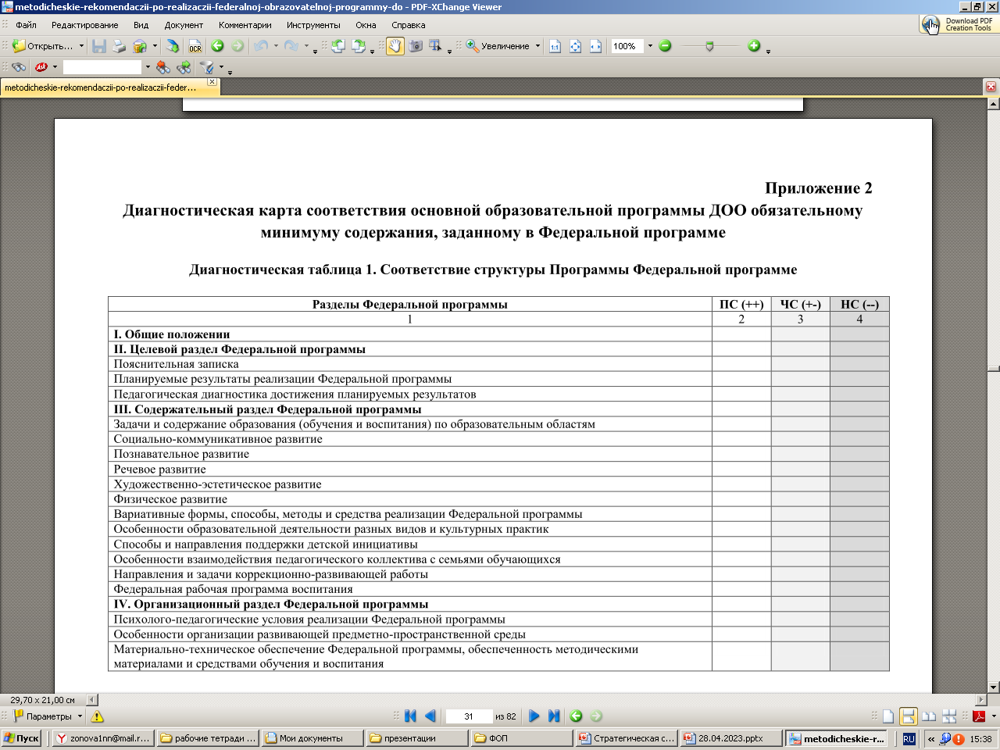 metodicheskie-rekomendaczii-po-realizaczii-federalnoj-obrazovatelnoj-programmy-do - PDF-XChange Viewer
Файл Редактирование Вид Документ Комментарии Инструменты Окна Справка
Download PDF
Creation Tools
Открыть... OCR Увеличение 1:1 100%
Ask
metodicheskie-rekomendaczii-po-realizaczii-feder...
Приложение 2
Диагностическая карта соответствия основной образовательной программы ДОО обязательному
минимуму содержания, заданному в Федеральной программе
Диагностическая таблица 1. Соответствие структуры Программы Федеральной программе
Разделы Федеральной программы ПС (++) ЧС (+-) НС (--)
1 2 3 4
I. Общие положении
II. Целевой раздел Федеральной программы
Пояснительная записка
Планируемые результаты реализации Федеральной программы
Педагогическая диагностика достижения планируемых результатов
III. Содержательный раздел Федеральной программы
Задачи и содержание образования (обучения и воспитания) по образовательным областям
Социально-коммуникативное развитие
Познавательное развитие
Речевое развитие
Художественно-эстетическое развитие
Физическое развитие
Вариативные формы, способы, методы и средства реализации Федеральной программы
Особенности образовательной деятельности разных видов и культурных практик
Способы и направления поддержки детской инициативы
Особенности взаимодействия педагогического коллектива с семьями обучающихся
Направления и задачи коррекционно-развивающей работы
Федеральная рабочая программа воспитания
IV. Организационный раздел Федеральной программы
Психолого-педагогические условия реализации Федеральной программы
Особенности организации развивающей предметно-пространственной среды
Материально-техническое обеспечение Федеральной программы, обеспеченность методическими
материалами и средствами обучения и воспитания
29,70 x 21,00 см
Параметры 31 из 82
Пуск zonova1nn@mail.r... рабочие тетради ... Мои документы презентации ФОП Стратегическая с... 28.04.2023.pptx metodicheskie-r... RU « 15:38